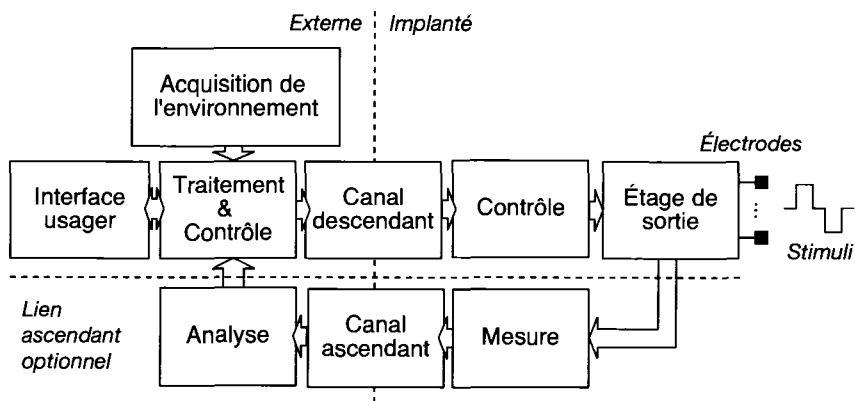 Externe
Implanté
Acquisition de
l'environnement
Électrodes
Interface
usager
Traitement
&
Contrôle
Canal
descendant
Contrôle
Étage de
sortie
⋮
Stimuli
Lien
ascendant
optionnel
Analyse
Canal
ascendant
Mesure